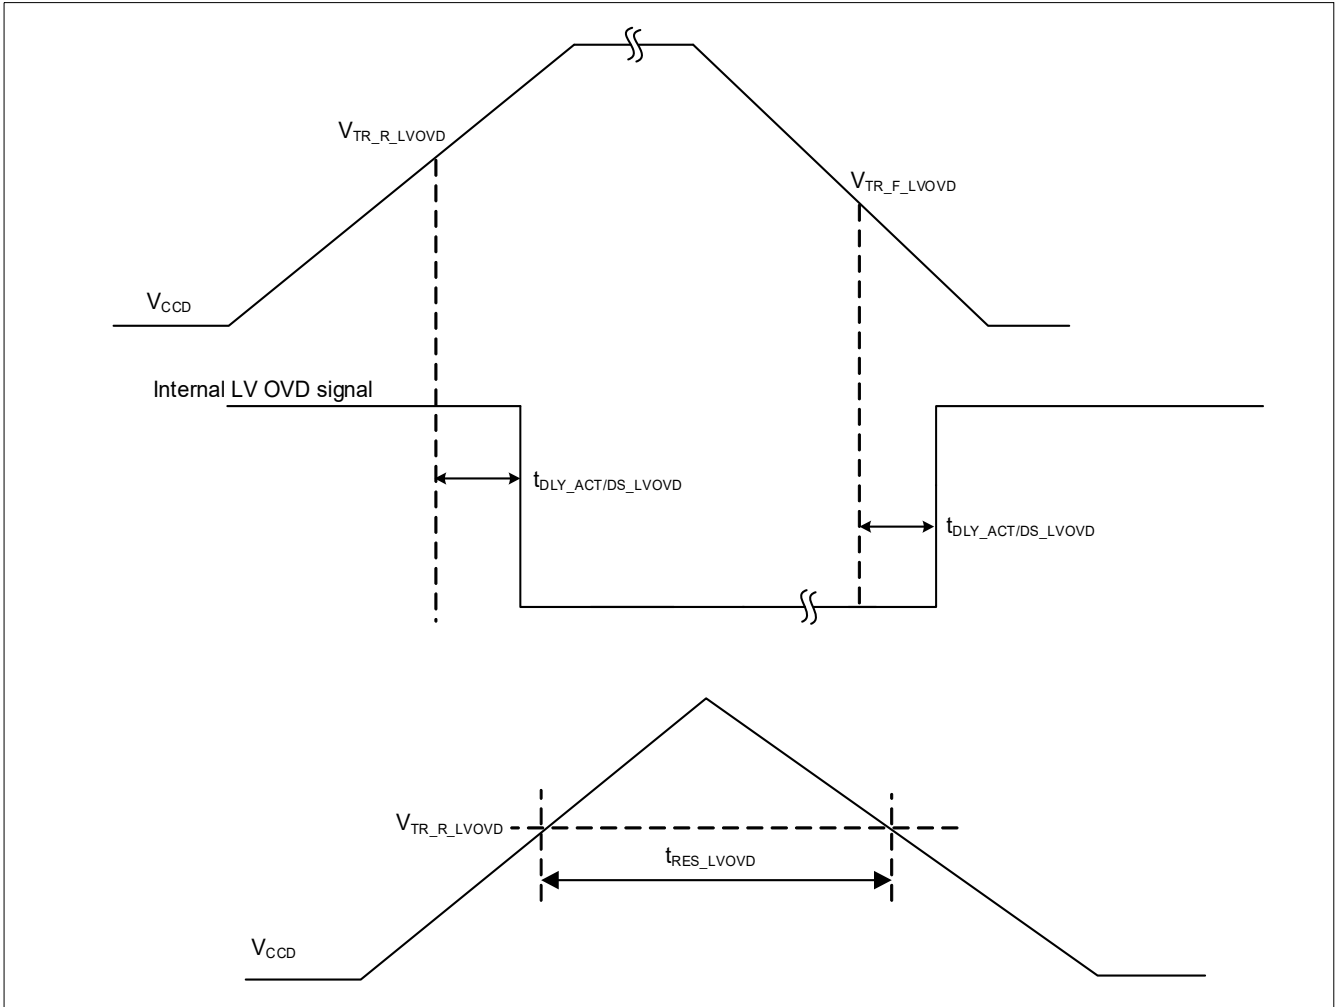 V_TR_R_LVOVD
V_TR_F_LVOVD
V_CCD
Internal LV OVD signal
t_DLY_ACT/DS_LVOVD
t_DLY_ACT/DS_LVOVD
V_TR_R_LVOVD
t_RES_LVOVD
V_CCD